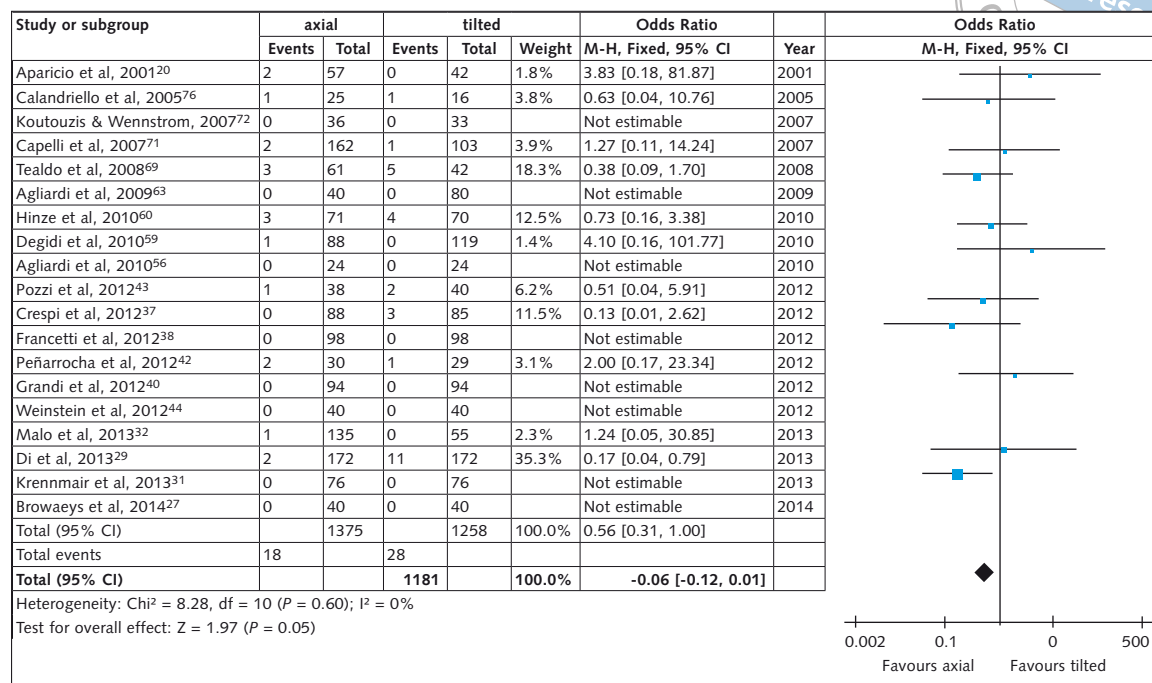 Study or subgroup axial tilted Odds Ratio Odds Ratio
Events Total Events Total Weight M-H, Fixed, 95% CI Year M-H, Fixed, 95% CI
Aparicio et al, 2001²⁰ 2 57 0 42 1.8% 3.83 [0.18, 81.87] 2001
Calandriello et al, 2005⁷⁶ 1 25 1 16 3.8% 0.63 [0.04, 10.76] 2005
Koutouzis & Wennstrom, 2007⁷² 0 36 0 33 Not estimable 2007
Capelli et al, 2007⁷¹ 2 162 1 103 3.9% 1.27 [0.11, 14.24] 2007
Tealdo et al, 2008⁶⁹ 3 61 5 42 18.3% 0.38 [0.09, 1.70] 2008
Agliardi et al, 2009⁶³ 0 40 0 80 Not estimable 2009
Hinze et al, 2010⁶⁰ 3 71 4 70 12.5% 0.73 [0.16, 3.38] 2010
Degidi et al, 2010⁵⁹ 1 88 0 119 1.4% 4.10 [0.16, 101.77] 2010
Agliardi et al, 2010⁵⁶ 0 24 0 24 Not estimable 2010
Pozzi et al, 2012⁴³ 1 38 2 40 6.2% 0.51 [0.04, 5.91] 2012
Crespi et al, 2012³⁷ 0 88 3 85 11.5% 0.13 [0.01, 2.62] 2012
Francetti et al, 2012³⁸ 0 98 0 98 Not estimable 2012
Peñarrocha et al, 2012⁴² 2 30 1 29 3.1% 2.00 [0.17, 23.34] 2012
Grandi et al, 2012⁴⁰ 0 94 0 94 Not estimable 2012
Weinstein et al, 2012⁴⁴ 0 40 0 40 Not estimable 2012
Malo et al, 2013³² 1 135 0 55 2.3% 1.24 [0.05, 30.85] 2013
Di et al, 2013²⁹ 2 172 11 172 35.3% 0.17 [0.04, 0.79] 2013
Krennmair et al, 2013³¹ 0 76 0 76 Not estimable 2013
Browaeys et al, 2014²⁷ 0 40 0 40 Not estimable 2014
Total (95% CI) 1375 1258 100.0% 0.56 [0.31, 1.00]
Total events 18 28
Total (95% CI) 1181 100.0% -0.06 [-0.12, 0.01]
Heterogeneity: Chi² = 8.28, df = 10 (P = 0.60); I² = 0%
Test for overall effect: Z = 1.97 (P = 0.05)
0.002 0.1 0 500
Favours axial Favours tilted